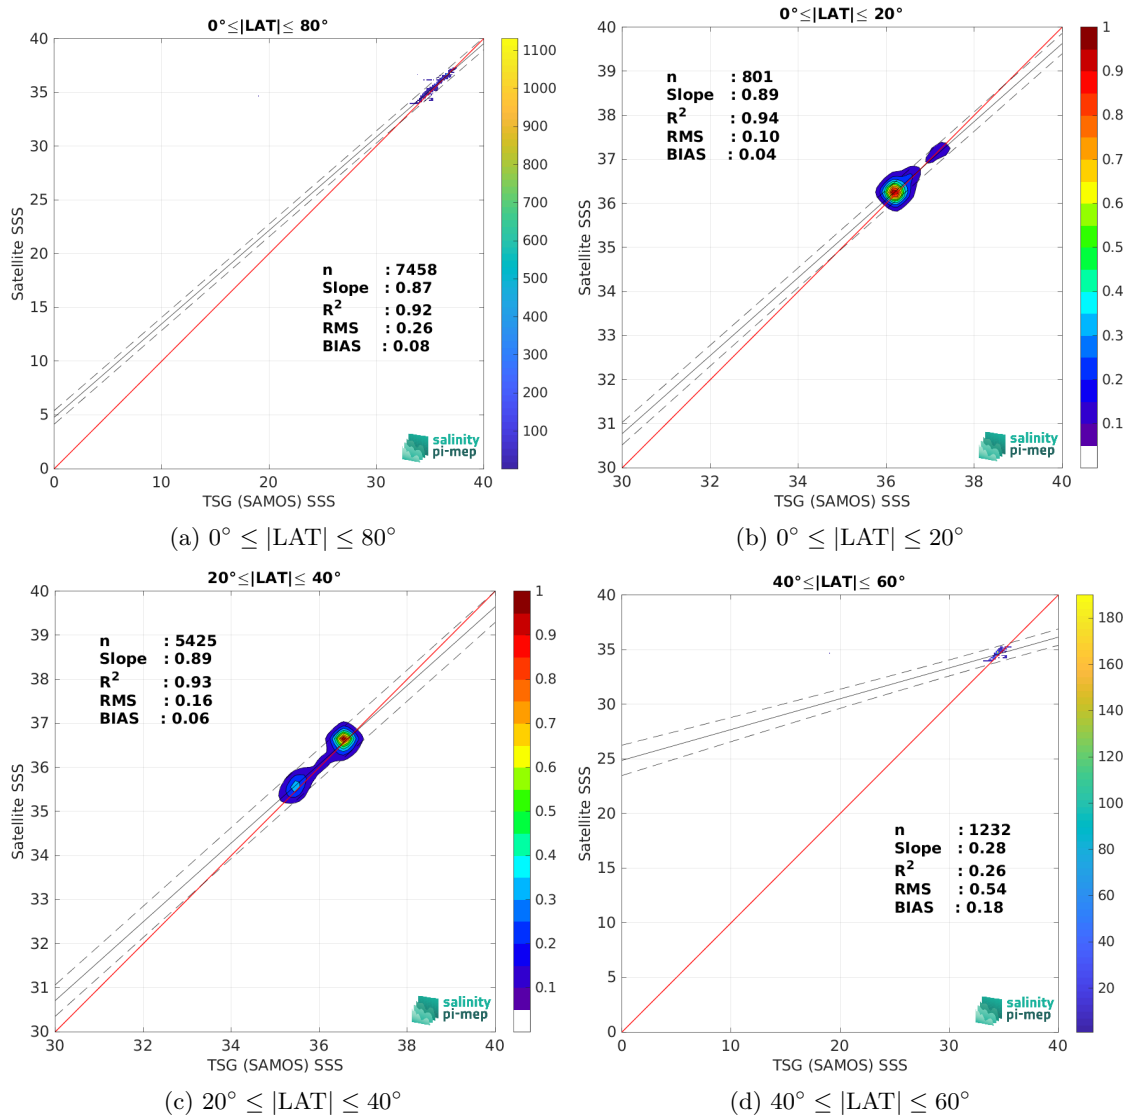 0°≤|LAT|≤ 80°
40
35
30
25
20
15
10
5
0
0
10
20
30
40
Satellite SSS
TSG (SAMOS) SSS
n : 7458
Slope : 0.87
R² : 0.92
RMS : 0.26
BIAS : 0.08
salinity
pi-mep
1100
1000
900
800
700
600
500
400
300
200
100
(a) 0° ≤ |LAT| ≤ 80°
0°≤|LAT|≤ 20°
40
39
38
37
36
35
34
33
32
31
30
30
32
34
36
38
40
Satellite SSS
TSG (SAMOS) SSS
n : 801
Slope : 0.89
R² : 0.94
RMS : 0.10
BIAS : 0.04
salinity
pi-mep
1
0.9
0.8
0.7
0.6
0.5
0.4
0.3
0.2
0.1
(b) 0° ≤ |LAT| ≤ 20°
20°≤|LAT|≤ 40°
40
39
38
37
36
35
34
33
32
31
30
30
32
34
36
38
40
Satellite SSS
TSG (SAMOS) SSS
n : 5425
Slope : 0.89
R² : 0.93
RMS : 0.16
BIAS : 0.06
salinity
pi-mep
1
0.9
0.8
0.7
0.6
0.5
0.4
0.3
0.2
0.1
(c) 20° ≤ |LAT| ≤ 40°
40°≤|LAT|≤ 60°
40
35
30
25
20
15
10
5
0
0
10
20
30
40
Satellite SSS
TSG (SAMOS) SSS
n : 1232
Slope : 0.28
R² : 0.26
RMS : 0.54
BIAS : 0.18
salinity
pi-mep
180
160
140
120
100
80
60
40
20
(d) 40° ≤ |LAT| ≤ 60°